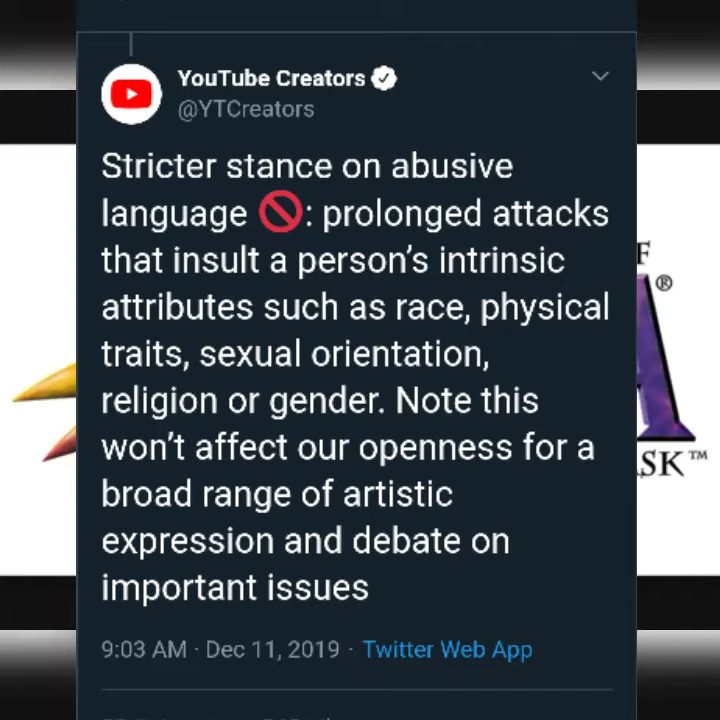 YouTube Creators
@YTCreators
Stricter stance on abusive
language 🚫: prolonged attacks
that insult a person's intrinsic
attributes such as race, physical
traits, sexual orientation,
religion or gender. Note this
won't affect our openness for a
broad range of artistic
expression and debate on
important issues
9:03 AM · Dec 11, 2019 · Twitter Web App
F
®
A
SK™